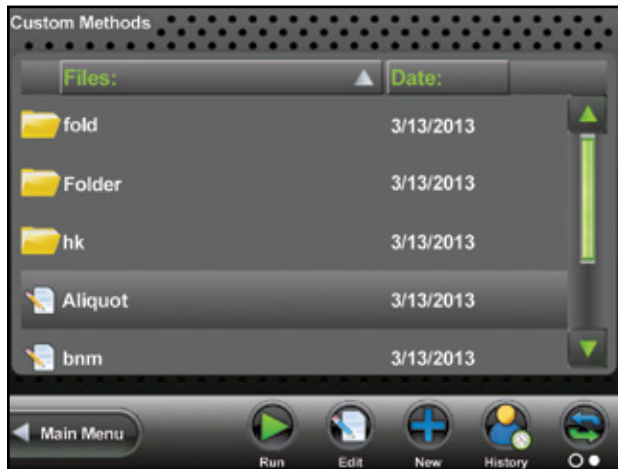 Custom Methods
Files: Date:
fold 3/13/2013
Folder 3/13/2013
hk 3/13/2013
Aliquot 3/13/2013
bnm 3/13/2013
Main Menu
Run Edit New History